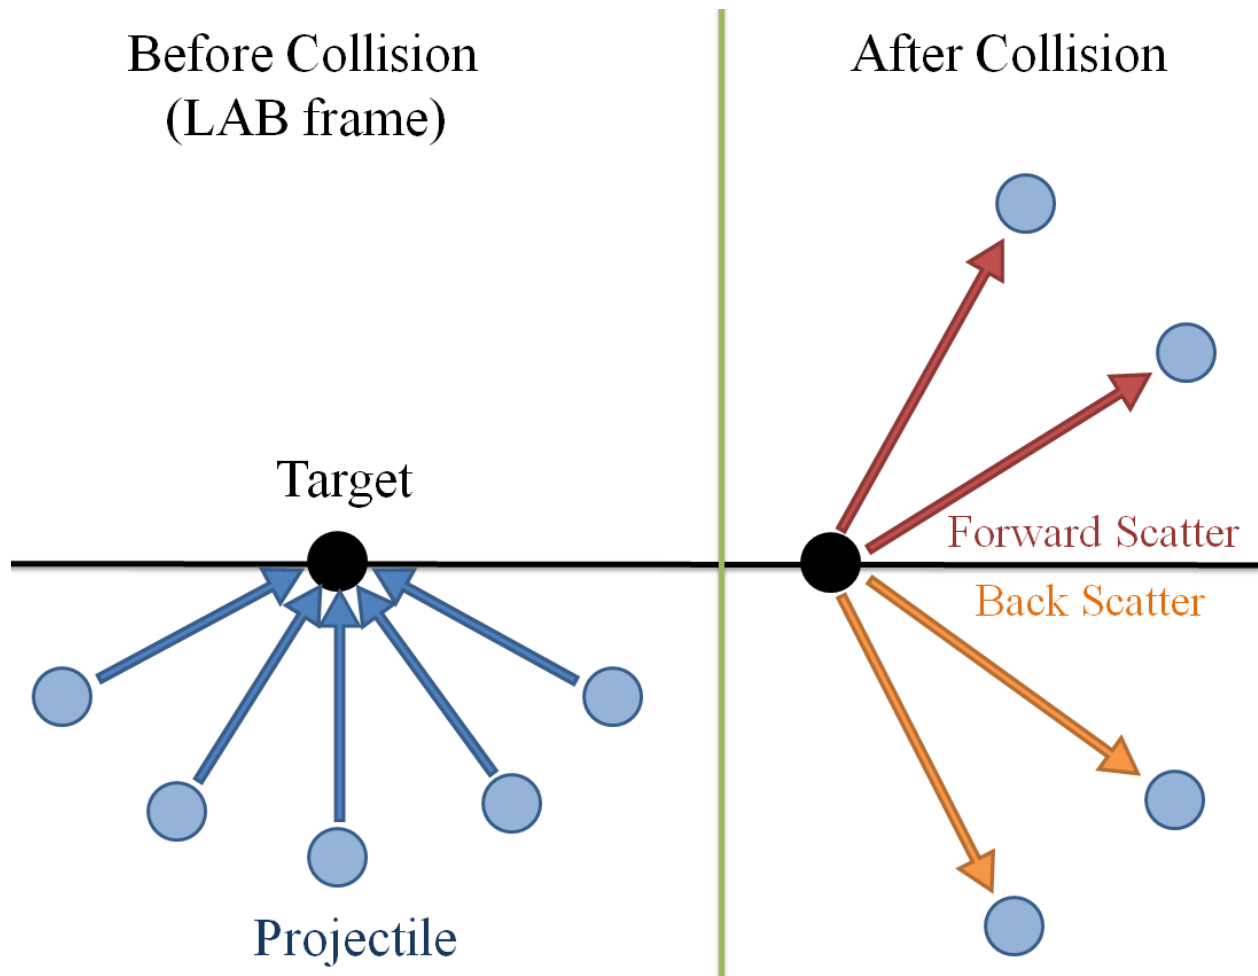 Before Collision
(LAB frame)
After Collision
Target
Forward Scatter
Back Scatter
Projectile